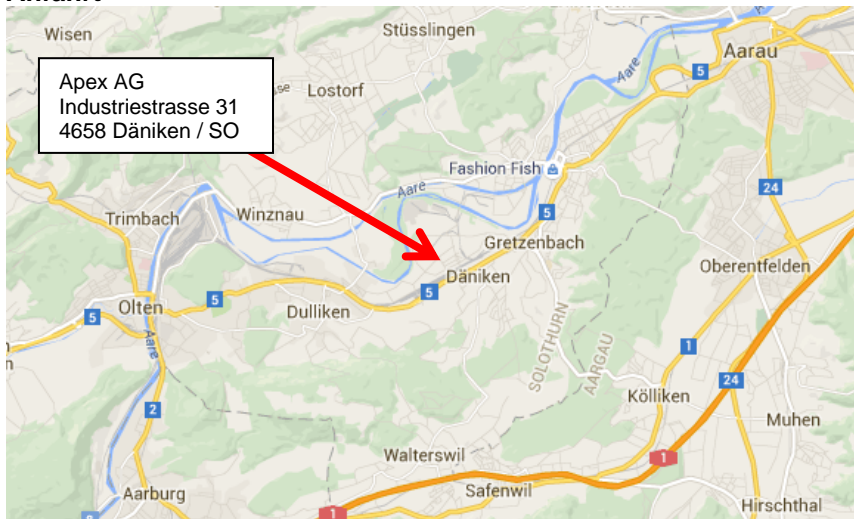 Wisen
Stüsslingen
Aarau
Apex AG
Industriestrasse 31
4658 Däniken / SO
Lostorf
5
Aare
Fashion Fish
24
Aare
Trimbach
Winznau
5
Gretzenbach
Oberentfelden
Däniken
5
5
Olten
5
Dulliken
Aare
SOLOTHURN
AARGAU
1
24
2
Kölliken
Muhen
Walterswil
1
Aarburg
Safenwil
1
Hirschthal